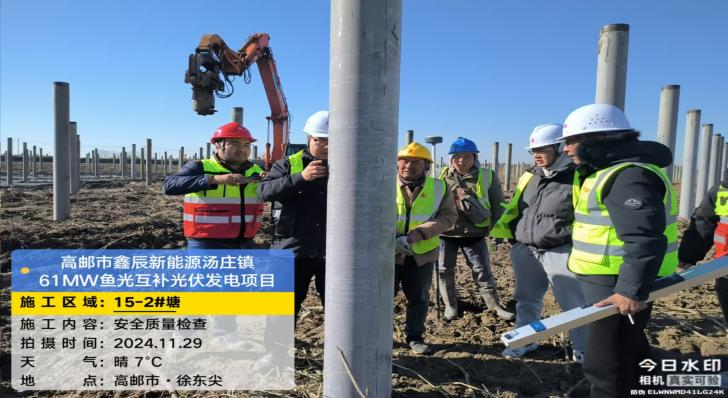 高邮市鑫辰新能源汤庄镇
61MW鱼光互补光伏发电项目
施工区域：15-2#塘
施工内容：安全质量检查
拍摄时间：2024.11.29
天气：晴 7°C
地点：高邮市·徐东尖
今日水印
相机 真实可验
防伪 ELWNWMD41LG24K